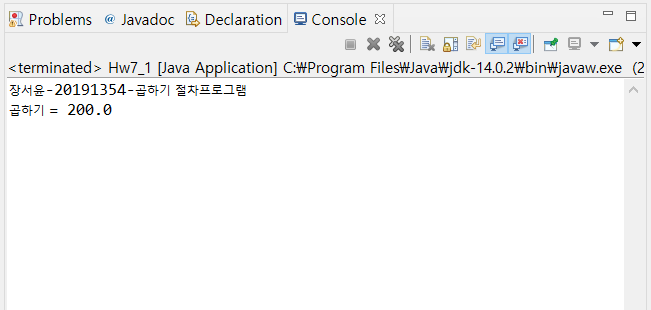 Problems @ Javadoc Declaration Console
<terminated> Hw7_1 [Java Application] C:₩Program Files₩Java₩jdk-14.0.2₩bin₩javaw.exe (2
장서윤-20191354-곱하기 절차프로그램
곱하기 = 200.0